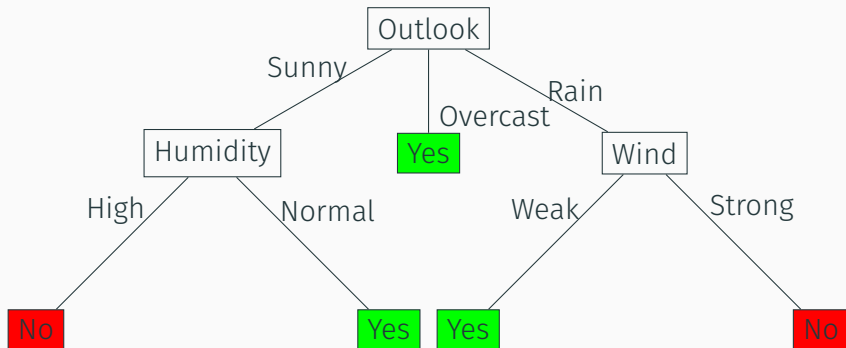 Outlook
Sunny
Rain
Overcast
Humidity
Yes
Wind
High
Normal
Weak
Strong
No
Yes
Yes
No